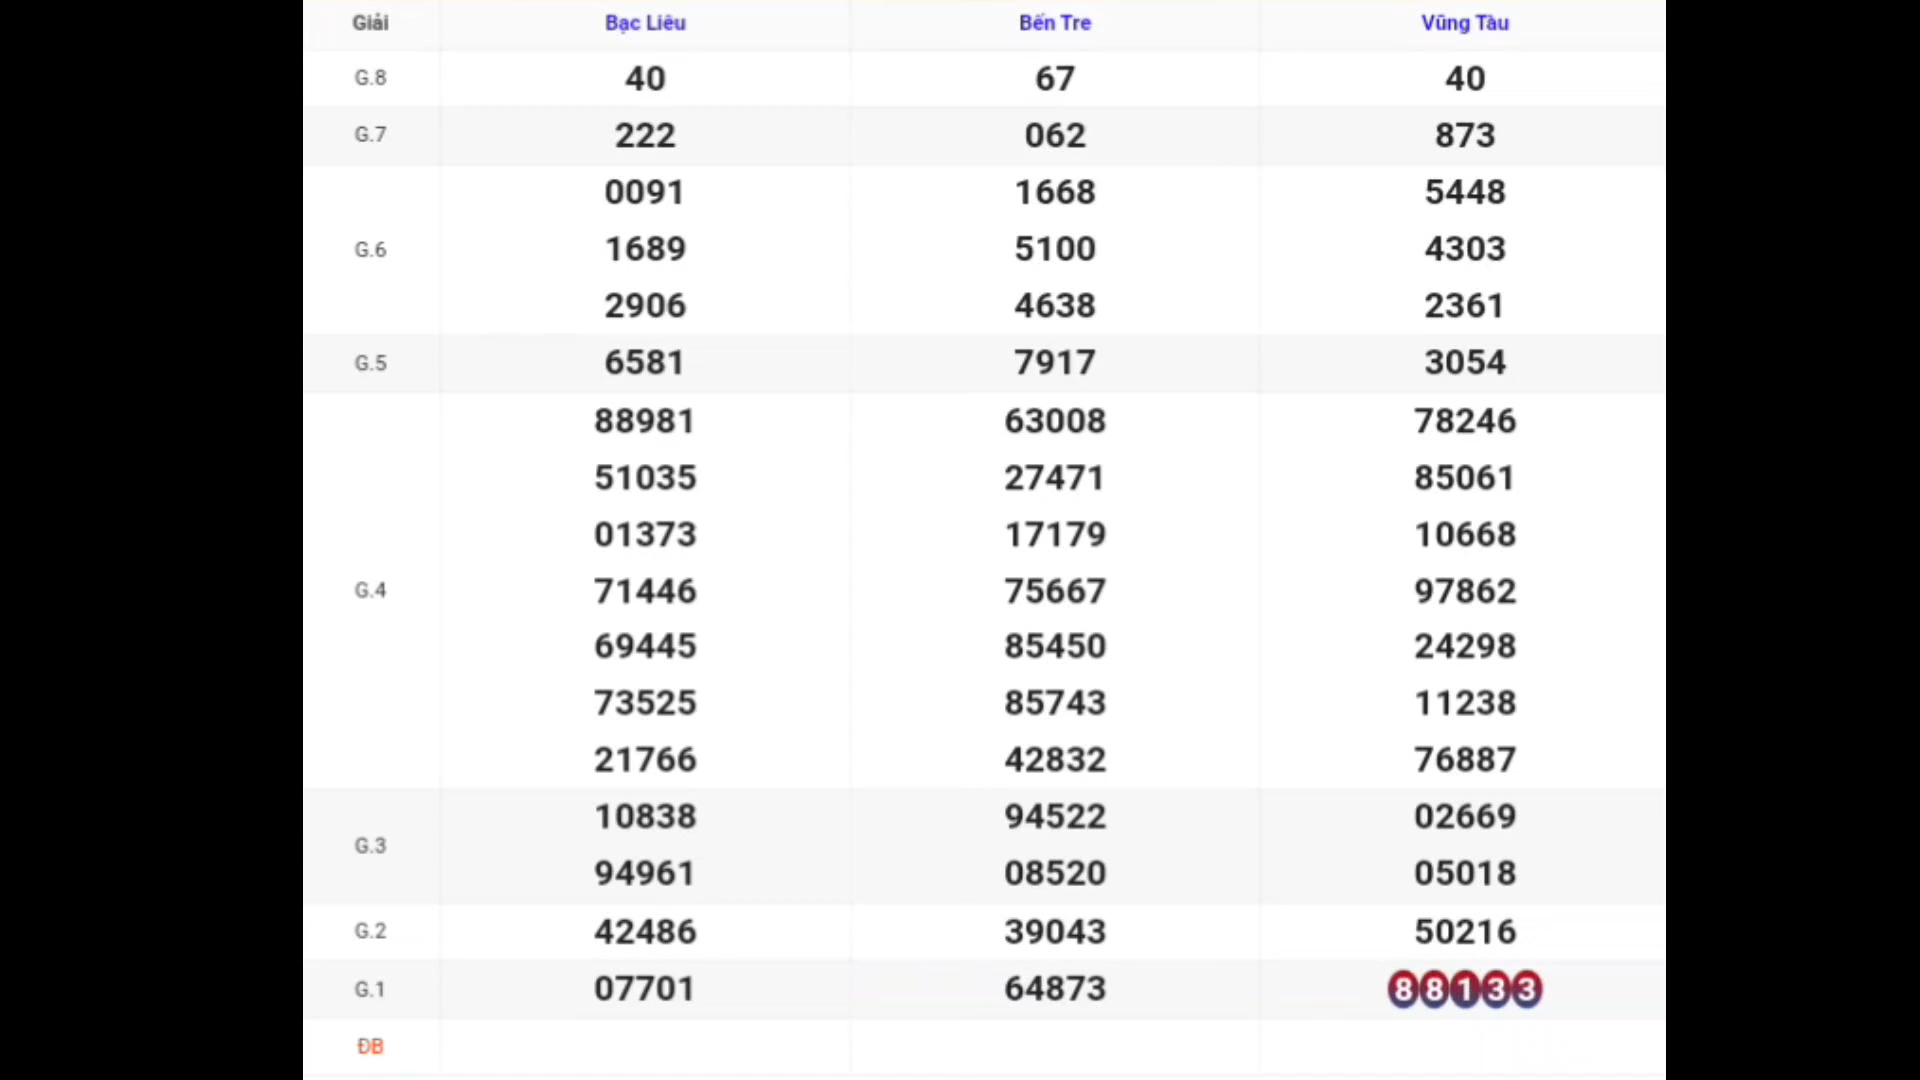 Giải Bạc Liêu Bến Tre Vũng Tàu
G.8 40 67 40
G.7 222 062 873
0091 1668 5448
G.6 1689 5100 4303
2906 4638 2361
G.5 6581 7917 3054
88981 63008 78246
51035 27471 85061
01373 17179 10668
G.4 71446 75667 97862
69445 85450 24298
73525 85743 11238
21766 42832 76887
G.3 10838 94522 02669
94961 08520 05018
G.2 42486 39043 50216
G.1 07701 64873 88133
ĐB